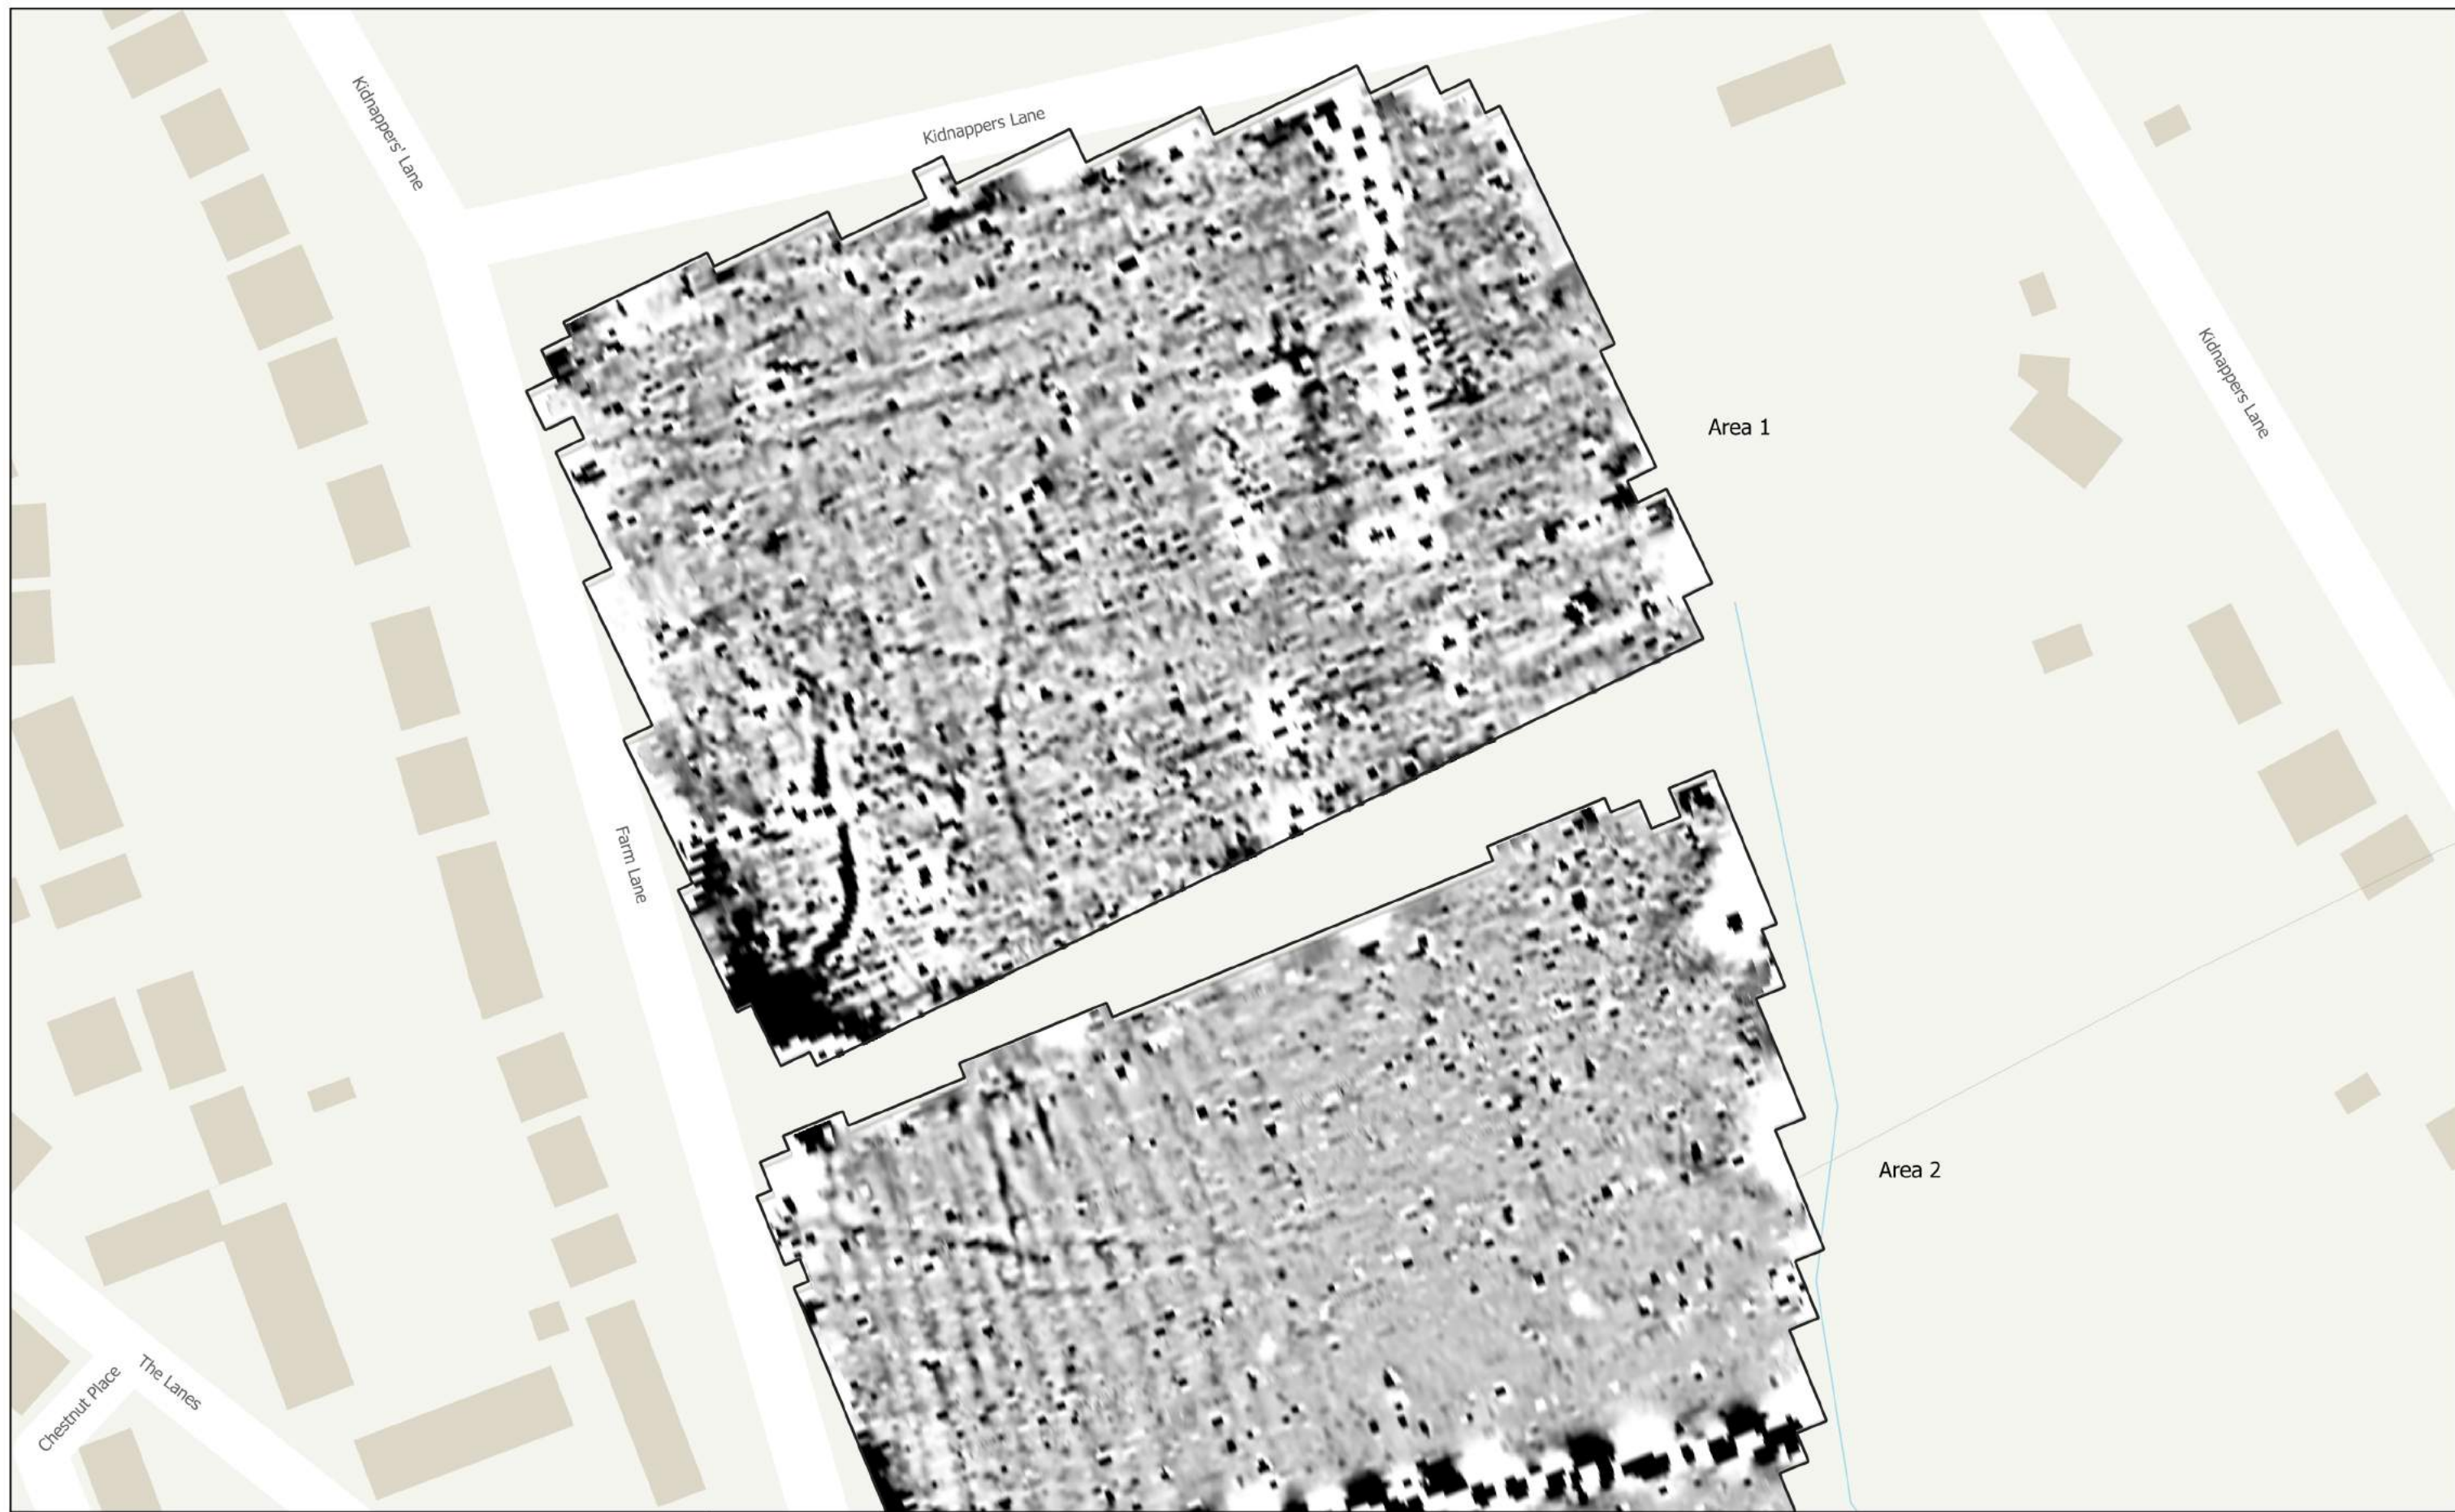 Kidnappers' Lane
Kidnappers Lane
Area 1
Kidnappers Lane
Farm Lane
Area 2
The Lanes
Chestnut Place